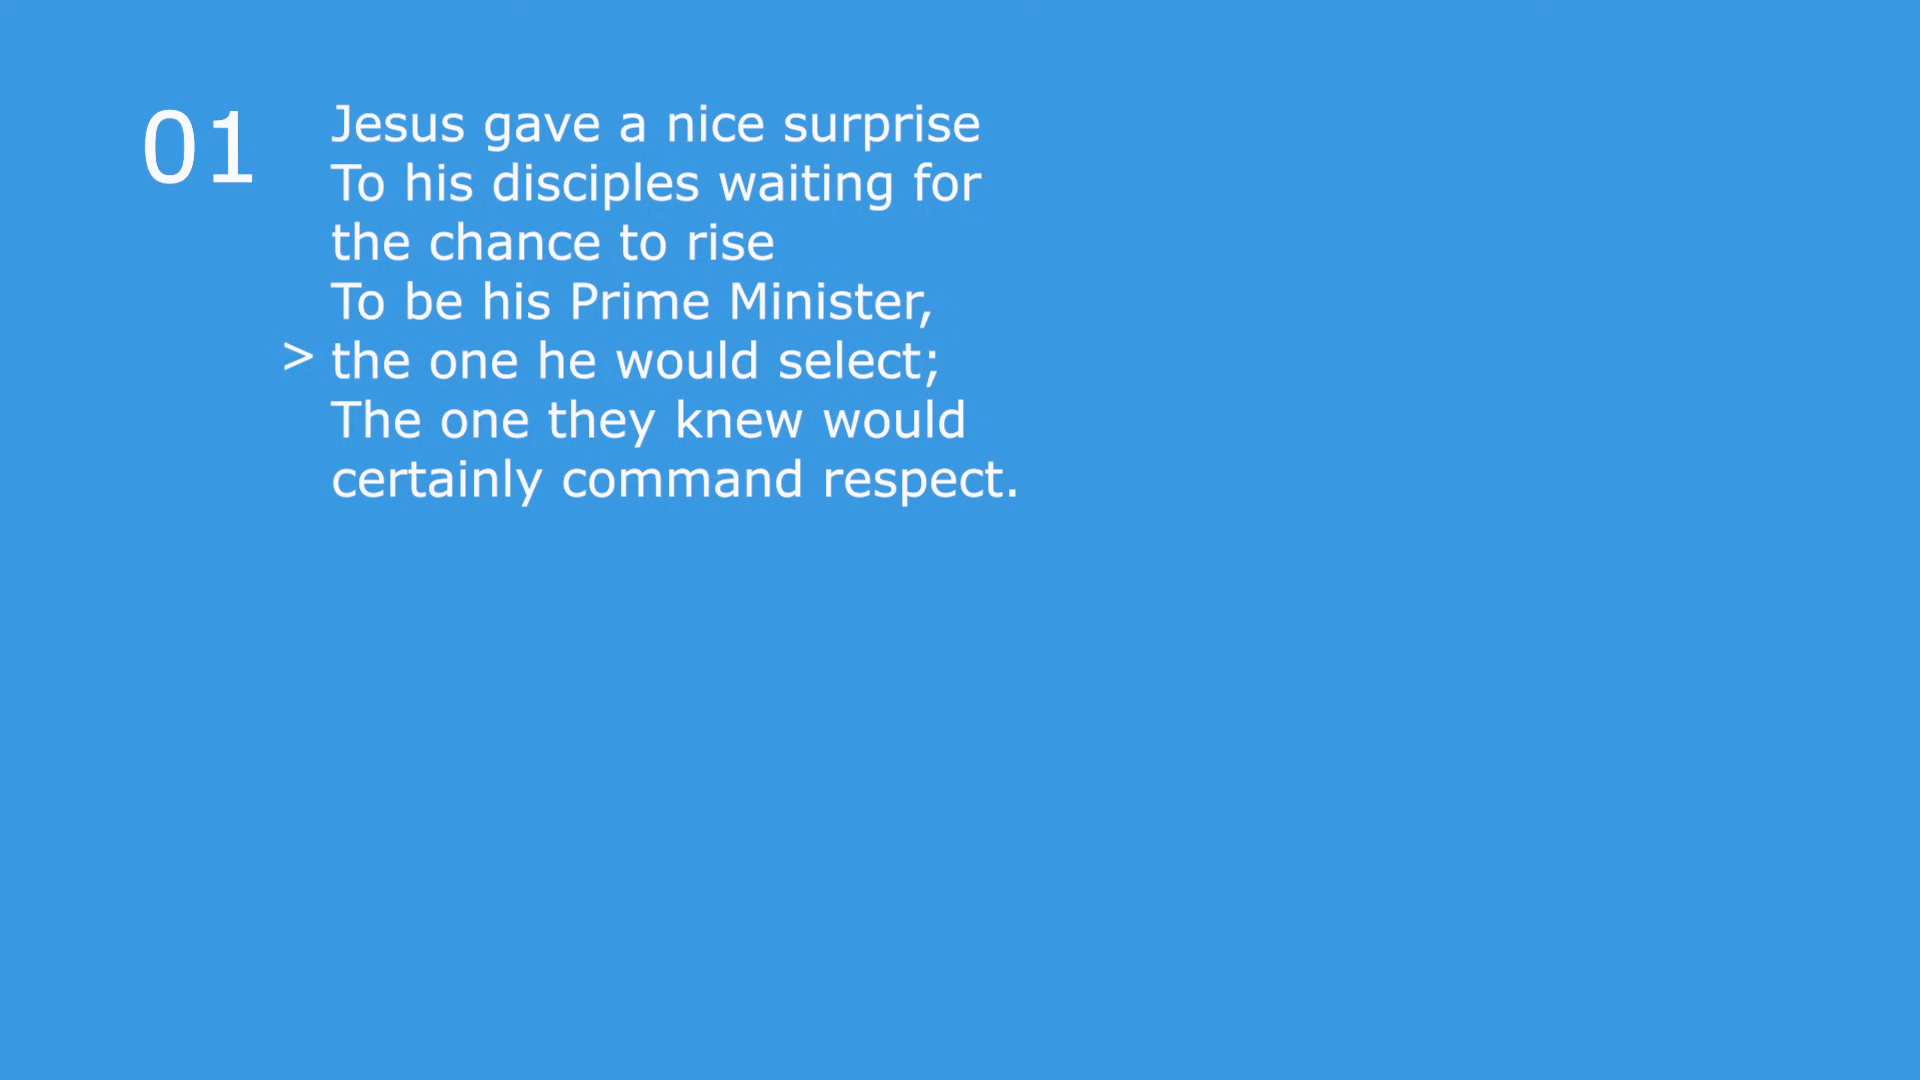 01
Jesus gave a nice surprise
To his disciples waiting for
the chance to rise
To be his Prime Minister,
> the one he would select;
The one they knew would
certainly command respect.